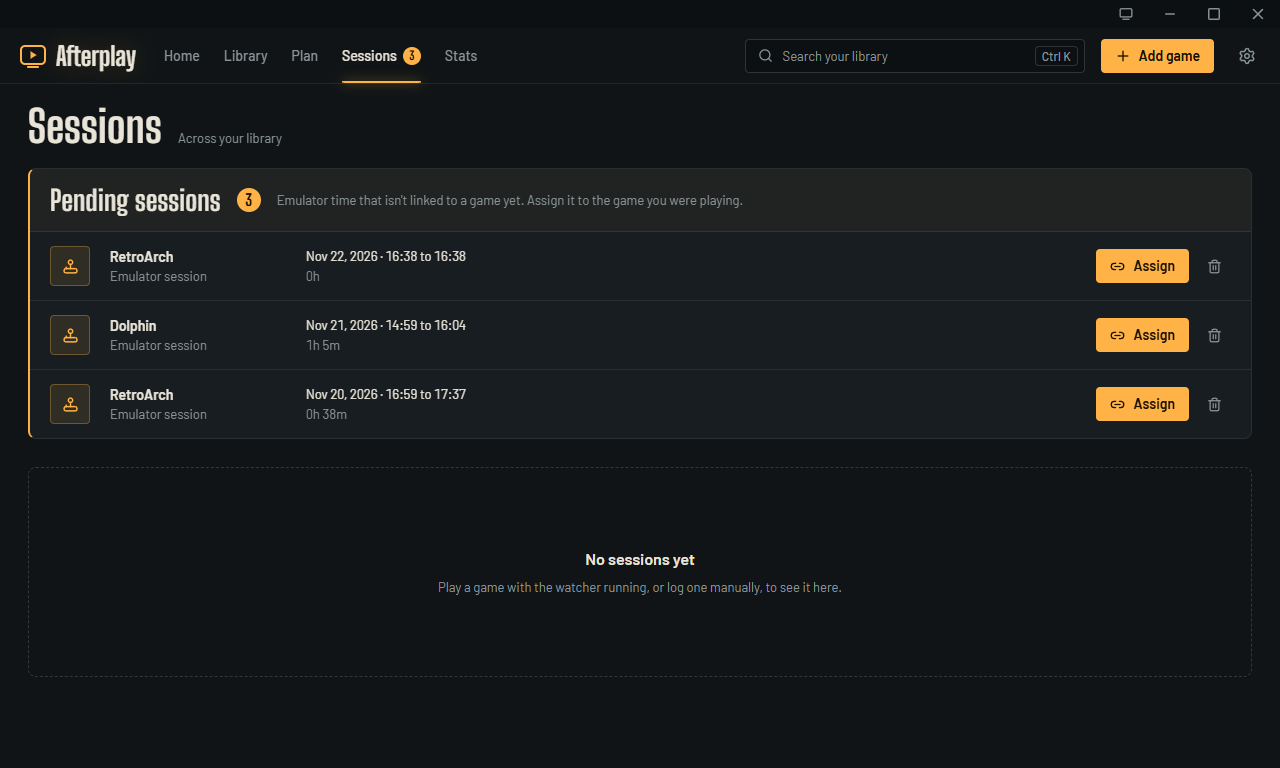 Afterplay
Home
Library
Plan
Sessions 3
Stats
Search your library
Ctrl K
Add game
Sessions
Across your library
Pending sessions 3 Emulator time that isn't linked to a game yet. Assign it to the game you were playing.
RetroArch
Emulator session
Nov 22, 2026 · 16:38 to 16:38
0h
Assign
Dolphin
Emulator session
Nov 21, 2026 · 14:59 to 16:04
1h 5m
Assign
RetroArch
Emulator session
Nov 20, 2026 · 16:59 to 17:37
0h 38m
Assign
No sessions yet
Play a game with the watcher running, or log one manually, to see it here.